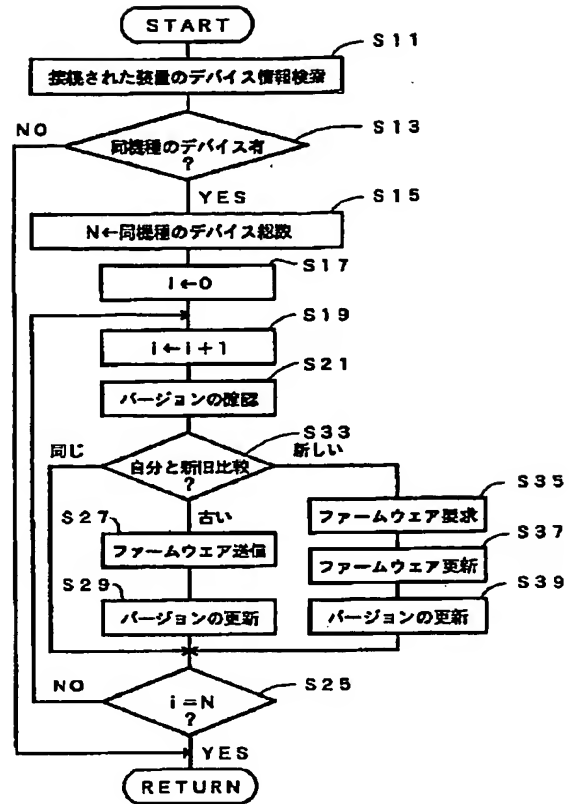 START
S11
接続された装置のデバイス情報検索
S13
NO
同機種のデバイス有
?
YES
S15
N←同機種のデバイス総数
S17
i←0
S19
i←i+1
S21
バージョンの確認
S33
同じ
新しい
自分と新旧比較
?
S35
S27
古い
ファームウェア要求
ファームウェア送信
S37
ファームウェア更新
S29
S39
バージョンの更新
バージョンの更新
NO
S25
i=N
?
YES
RETURN